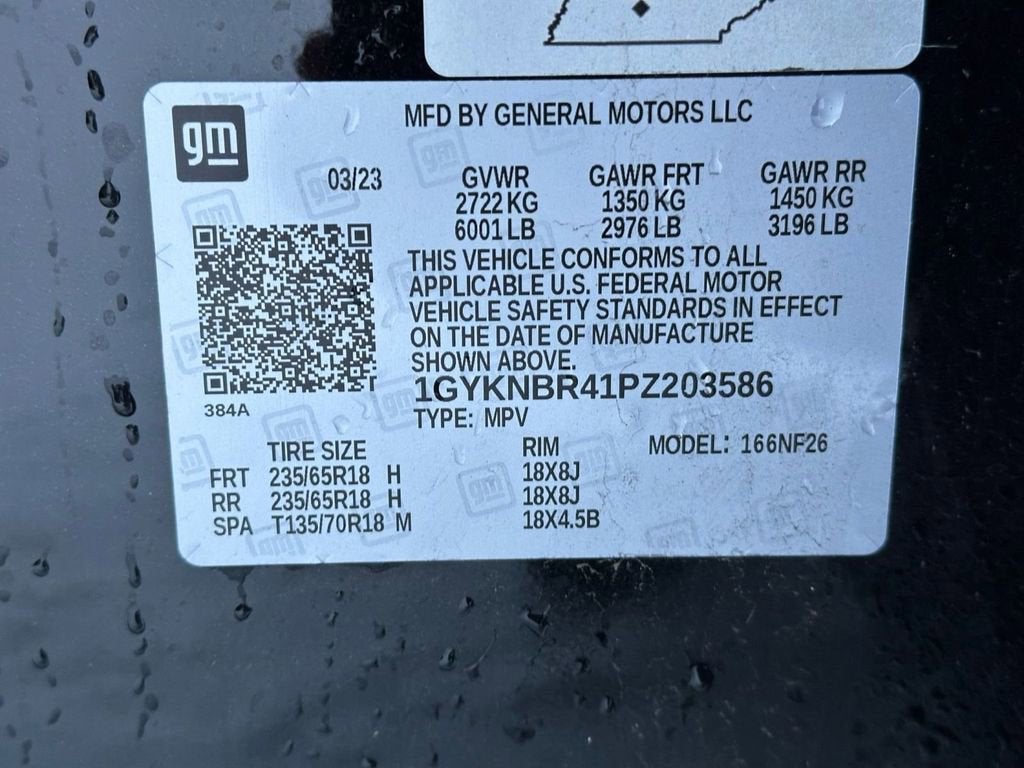 gm
MFD BY GENERAL MOTORS LLC
03/23 GVWR GAWR FRT GAWR RR
2722 KG 1350 KG 1450 KG
6001 LB 2976 LB 3196 LB
THIS VEHICLE CONFORMS TO ALL
APPLICABLE U.S. FEDERAL MOTOR
VEHICLE SAFETY STANDARDS IN EFFECT
ON THE DATE OF MANUFACTURE
SHOWN ABOVE.
1GYKNBR41PZ203586
384A
TYPE: MPV
TIRE SIZE RIM MODEL: 166NF26
FRT 235/65R18 H 18X8J
RR 235/65R18 H 18X8J
SPA T135/70R18 M 18X4.5B